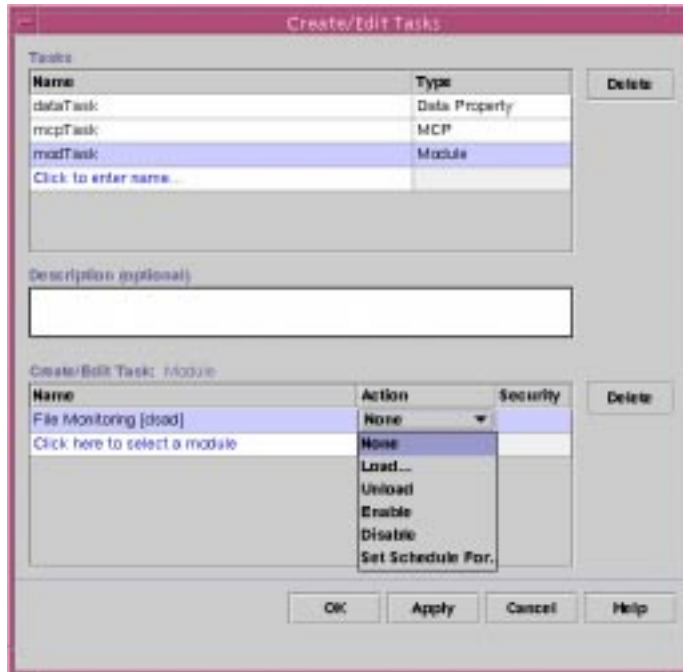 Create/Edit Tasks
Tasks
Name Type
Delete
dataTask Data Property
mcpTask MCP
modTask Module
Click to enter name...
Description (optional)
Create/Edit Task: Module
Name Action Security
Delete
File Monitoring [dsad] None
Click here to select a module
None
Load...
Unload
Enable
Disable
Set Schedule For.
OK Apply Cancel Help